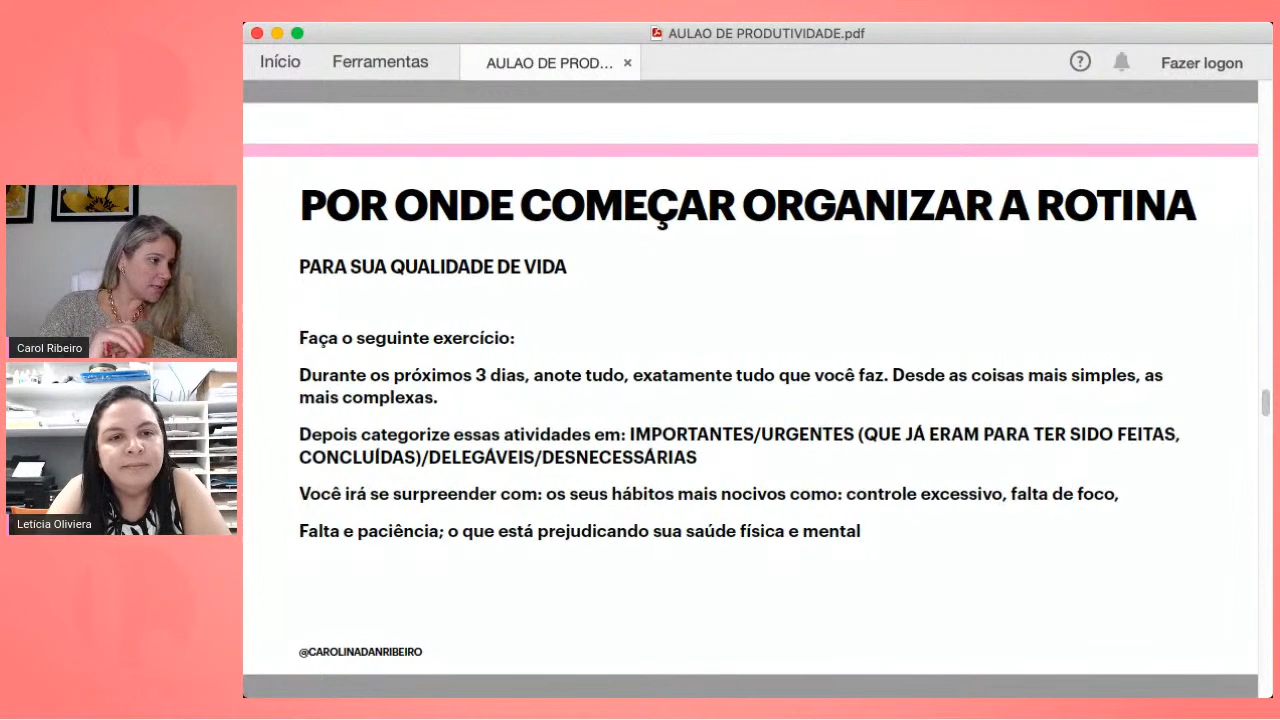 AULAO DE PRODUTIVIDADE.pdf
Início
Ferramentas
AULAO DE PROD... ×
?
Fazer logon
POR ONDE COMEÇAR ORGANIZAR A ROTINA
PARA SUA QUALIDADE DE VIDA
Faça o seguinte exercício:
Durante os próximos 3 dias, anote tudo, exatamente tudo que você faz. Desde as coisas mais simples, as
mais complexas.
Depois categorize essas atividades em: IMPORTANTES/URGENTES (QUE JÁ ERAM PARA TER SIDO FEITAS,
CONCLUÍDAS)/DELEGÁVEIS/DESNECESSÁRIAS
Você irá se surpreender com: os seus hábitos mais nocivos como: controle excessivo, falta de foco,
Falta e paciência; o que está prejudicando sua saúde física e mental
@CAROLINADANRIBEIRO
Carol Ribeiro
Letícia Oliviera